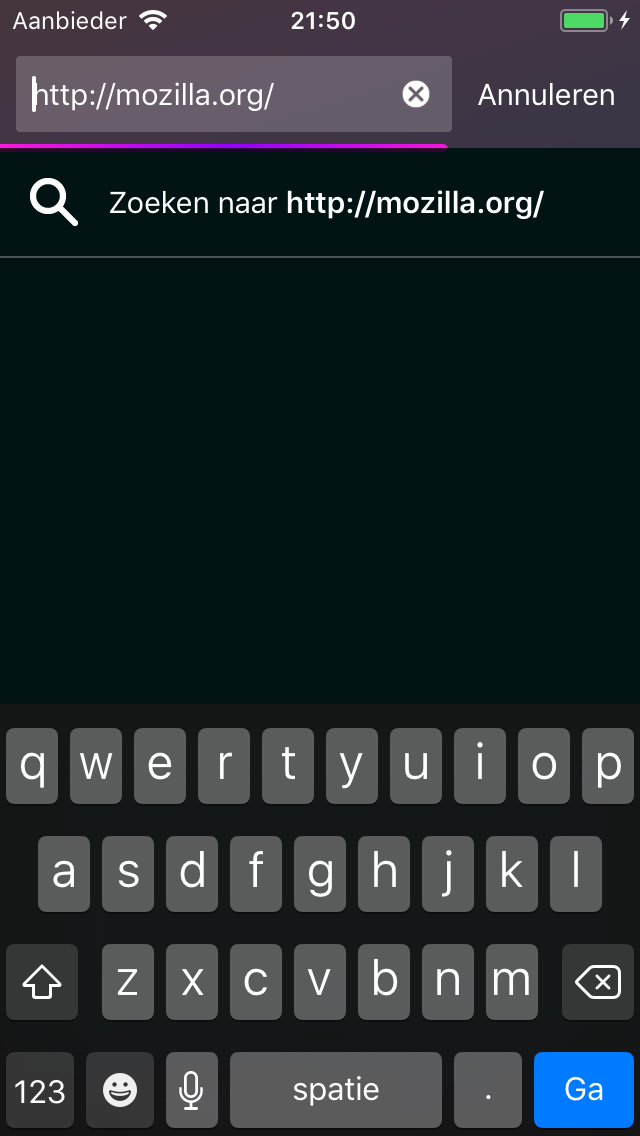 Aanbieder 21:50
http://mozilla.org/ Annuleren
Zoeken naar http://mozilla.org/
q w e r t y u i o p
a s d f g h j k l
z x c v b n m
123 spatie . Ga